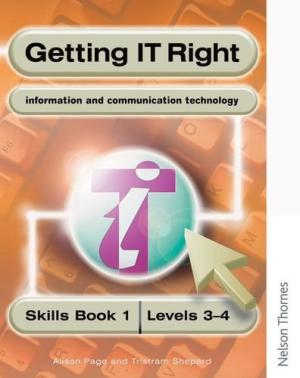 Getting IT Right
information and communication technology
iT
Skills Book 1 Levels 3–4
Alison Page and Tristram Shepard
Nelson Thornes